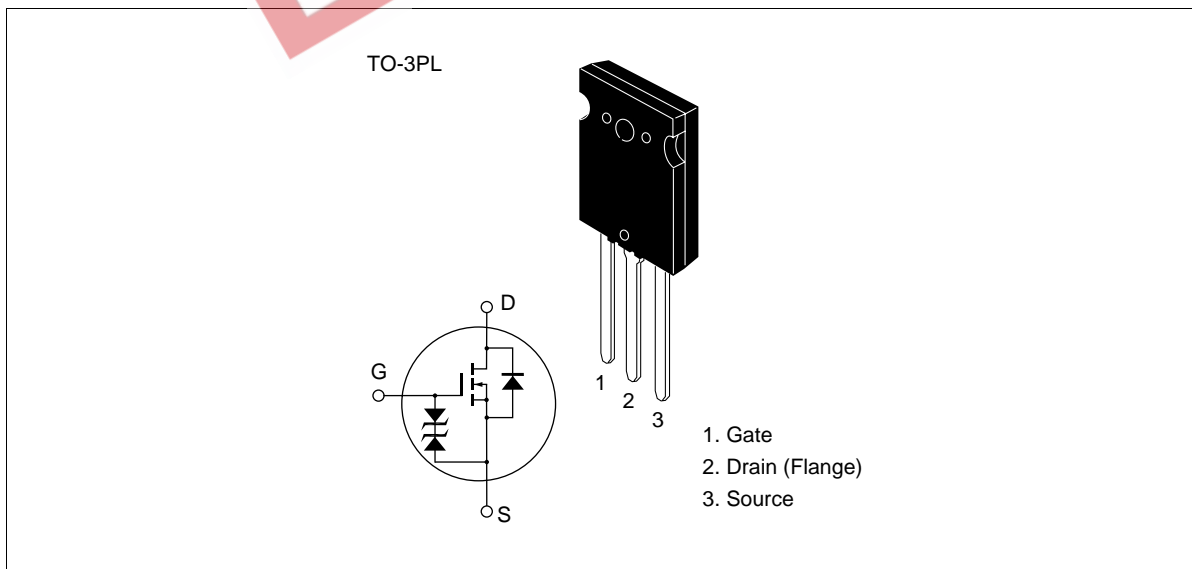 TO-3PL
D
G
S
1
2
3
1. Gate
2. Drain (Flange)
3. Source